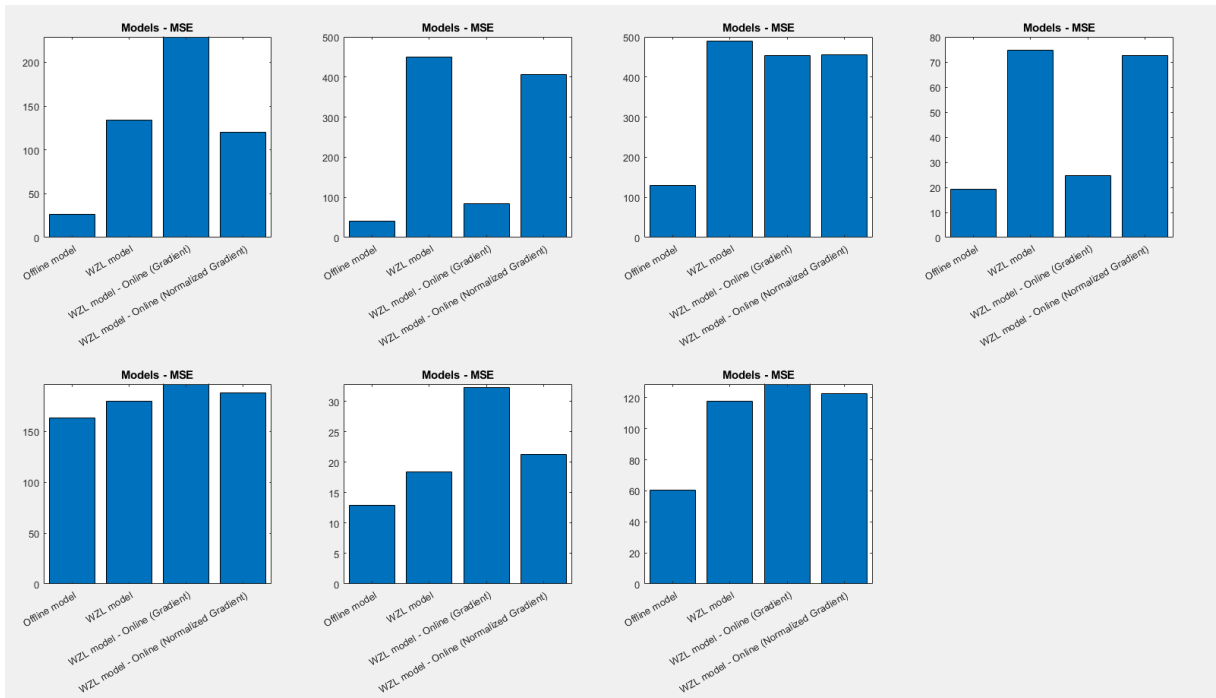 Models - MSE
200
150
100
50
0
Offline model
WZL model
WZL model - Online (Gradient)
WZL model - Online (Normalized Gradient)
Models - MSE
500
400
300
200
100
0
Offline model
WZL model
WZL model - Online (Gradient)
WZL model - Online (Normalized Gradient)
Models - MSE
500
400
300
200
100
0
Offline model
WZL model
WZL model - Online (Gradient)
WZL model - Online (Normalized Gradient)
Models - MSE
80
70
60
50
40
30
20
10
0
Offline model
WZL model
WZL model - Online (Gradient)
WZL model - Online (Normalized Gradient)
Models - MSE
150
100
50
0
Offline model
WZL model
WZL model - Online (Gradient)
WZL model - Online (Normalized Gradient)
Models - MSE
30
25
20
15
10
5
0
Offline model
WZL model
WZL model - Online (Gradient)
WZL model - Online (Normalized Gradient)
Models - MSE
120
100
80
60
40
20
0
Offline model
WZL model
WZL model - Online (Gradient)
WZL model - Online (Normalized Gradient)